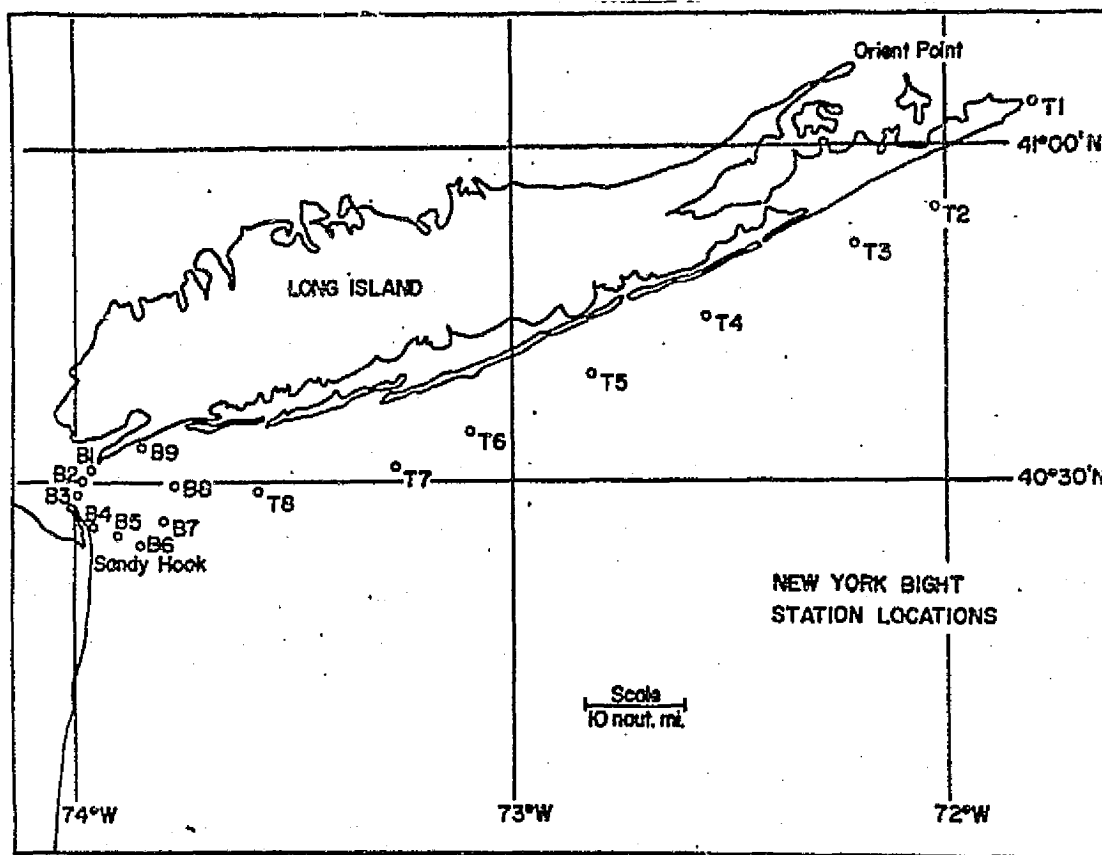 Orient Point
T1
41°00'N
T2
T3
LONG ISLAND
T4
T5
T6
B9
B1
B2
T7
40°30'N
B8
T8
B3
B4
B5
B7
B6
Sandy Hook
NEW YORK BIGHT
STATION LOCATIONS
Scale
10 naut. mi.
74°W
73°W
72°W